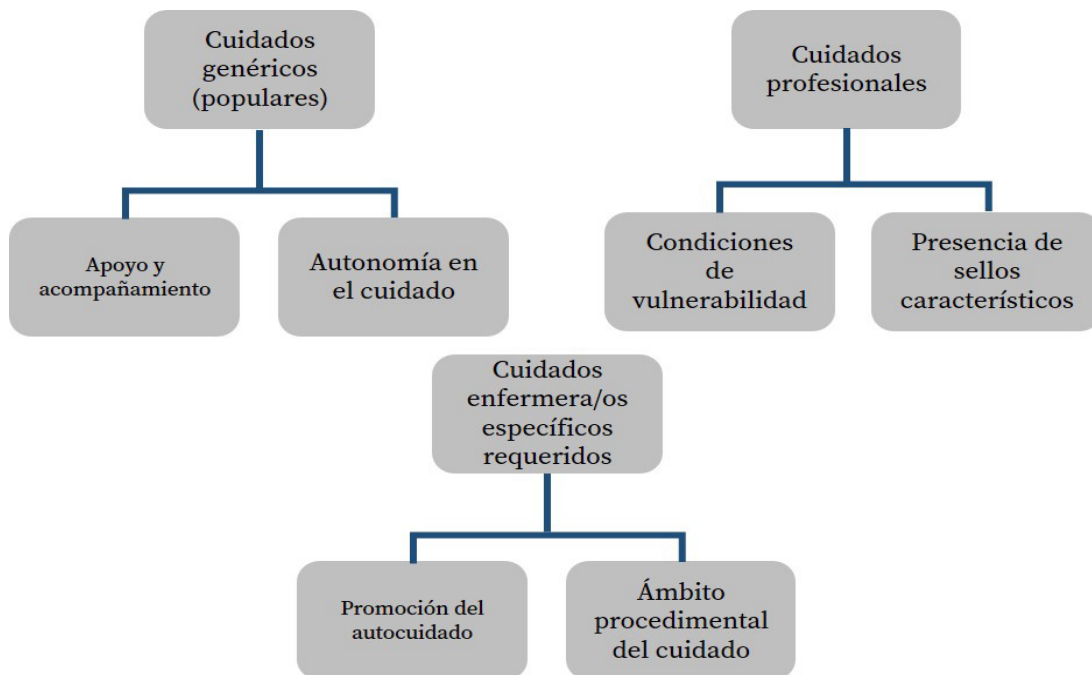 Cuidados
genéricos
(populares)
Cuidados
profesionales
Apoyo y
acompañamiento
Autonomía en
el cuidado
Condiciones
de
vulnerabilidad
Presencia de
sellos
característicos
Cuidados
enfermera/os
específicos
requeridos
Promoción del
autocuidado
Ámbito
procedimental
del cuidado